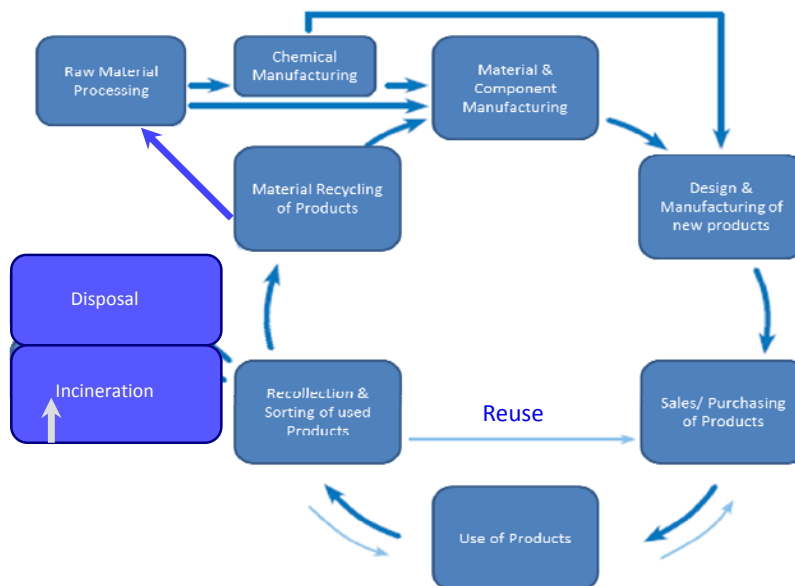 Chemical
Manufacturing
Raw Material
Processing
Material &
Component
Manufacturing
Material Recycling
of Products
Design &
Manufacturing of
new products
Disposal
Incineration
Recollection &
Sorting of used
Products
Reuse
Sales/ Purchasing
of Products
Use of Products